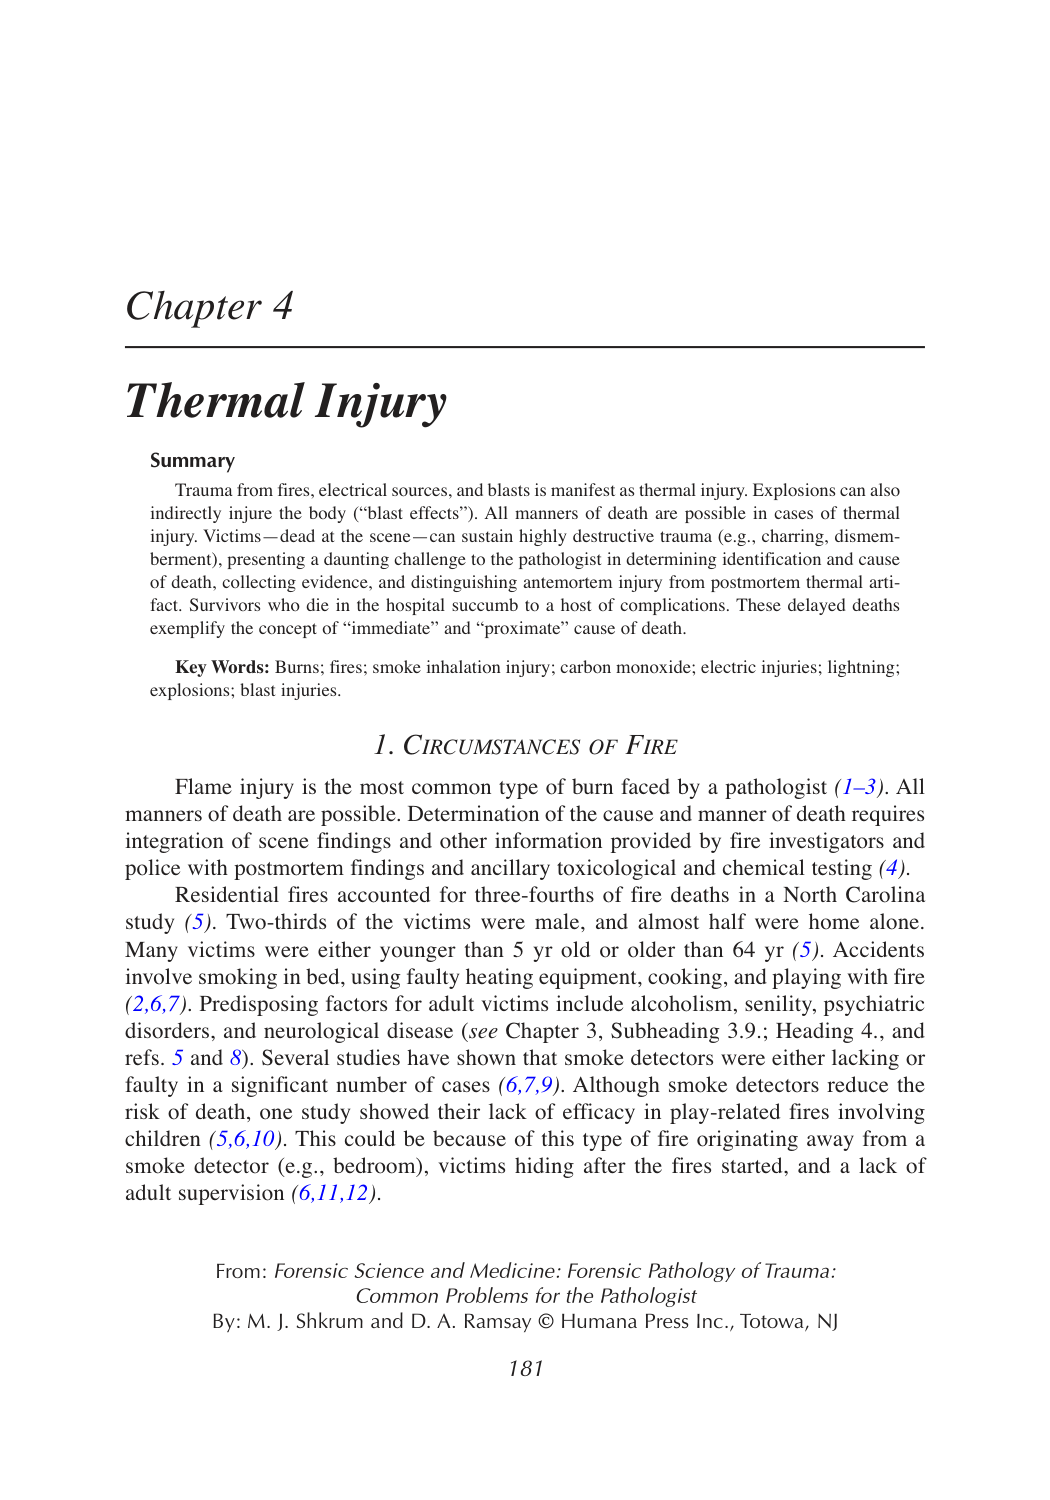 Chapter 4
Thermal Injury
Summary
Trauma from fires, electrical sources, and blasts is manifest as thermal injury. Explosions can also
indirectly injure the body (“blast effects”). All manners of death are possible in cases of thermal
injury. Victims—dead at the scene—can sustain highly destructive trauma (e.g., charring, dismem-
berment), presenting a daunting challenge to the pathologist in determining identification and cause
of death, collecting evidence, and distinguishing antemortem injury from postmortem thermal arti-
fact. Survivors who die in the hospital succumb to a host of complications. These delayed deaths
exemplify the concept of “immediate” and “proximate” cause of death.
Key Words: Burns; fires; smoke inhalation injury; carbon monoxide; electric injuries; lightning;
explosions; blast injuries.
1. Circumstances of Fire
Flame injury is the most common type of burn faced by a pathologist (1–3). All
manners of death are possible. Determination of the cause and manner of death requires
integration of scene findings and other information provided by fire investigators and
police with postmortem findings and ancillary toxicological and chemical testing (4).
Residential fires accounted for three-fourths of fire deaths in a North Carolina
study (5). Two-thirds of the victims were male, and almost half were home alone.
Many victims were either younger than 5 yr old or older than 64 yr (5). Accidents
involve smoking in bed, using faulty heating equipment, cooking, and playing with fire
(2,6,7). Predisposing factors for adult victims include alcoholism, senility, psychiatric
disorders, and neurological disease (see Chapter 3, Subheading 3.9.; Heading 4., and
refs. 5 and 8). Several studies have shown that smoke detectors were either lacking or
faulty in a significant number of cases (6,7,9). Although smoke detectors reduce the
risk of death, one study showed their lack of efficacy in play-related fires involving
children (5,6,10). This could be because of this type of fire originating away from a
smoke detector (e.g., bedroom), victims hiding after the fires started, and a lack of
adult supervision (6,11,12).
From: Forensic Science and Medicine: Forensic Pathology of Trauma:
Common Problems for the Pathologist
By: M. J. Shkrum and D. A. Ramsay © Humana Press Inc., Totowa, NJ
181